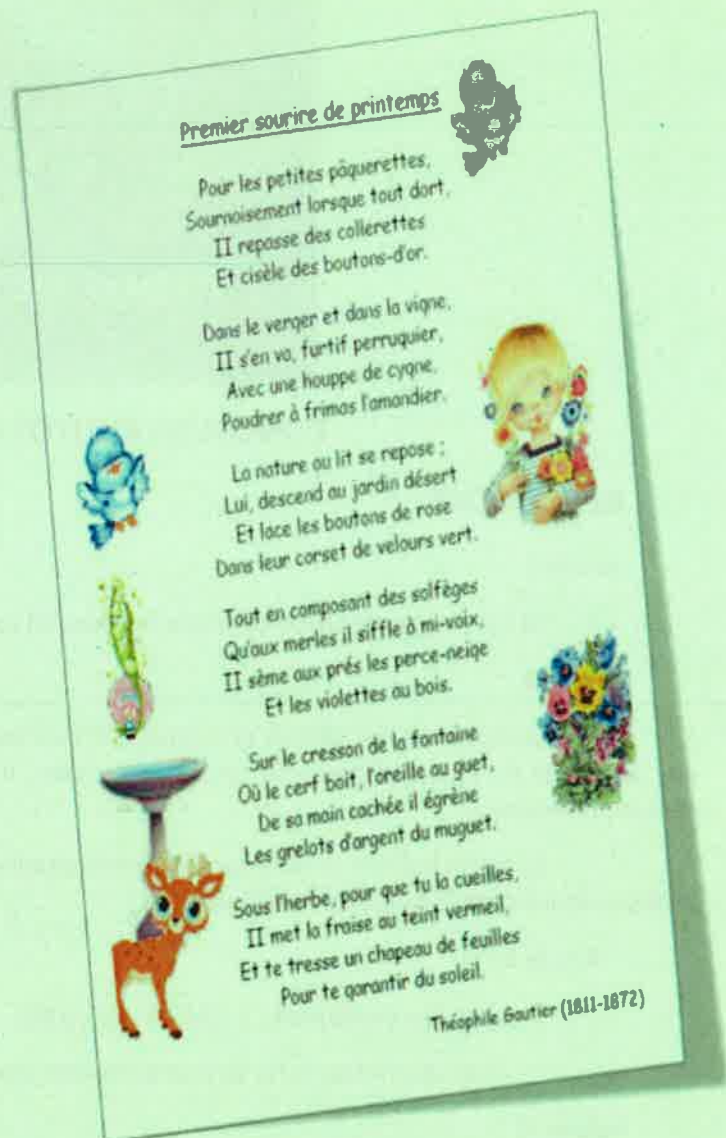 Premier sourire de printemps
Pour les petites pâquerettes,
Sournoisement lorsque tout dort,
II repasse des collerettes
Et cisèle des boutons-d'or.
Dans le verger et dans la vigne,
II s'en va, furtif perruquier,
Avec une houppe de cygne,
Poudrer à frimas l'amandier.
La nature au lit se repose ;
Lui, descend au jardin désert
Et lace les boutons de rose
Dans leur corset de velours vert.
Tout en composant des solfèges
Qu'aux merles il siffle à mi-voix,
II sème aux prés les perce-neige
Et les violettes au bois.
Sur le cresson de la fontaine
Où le cerf boit, l'oreille au guet,
De sa main cachée il égrène
Les grelots d'argent du muguet.
Sous l'herbe, pour que tu la cueilles,
II met la fraise au teint vermeil,
Et te tresse un chapeau de feuilles
Pour te garantir du soleil.
Théophile Gautier (1811-1872)